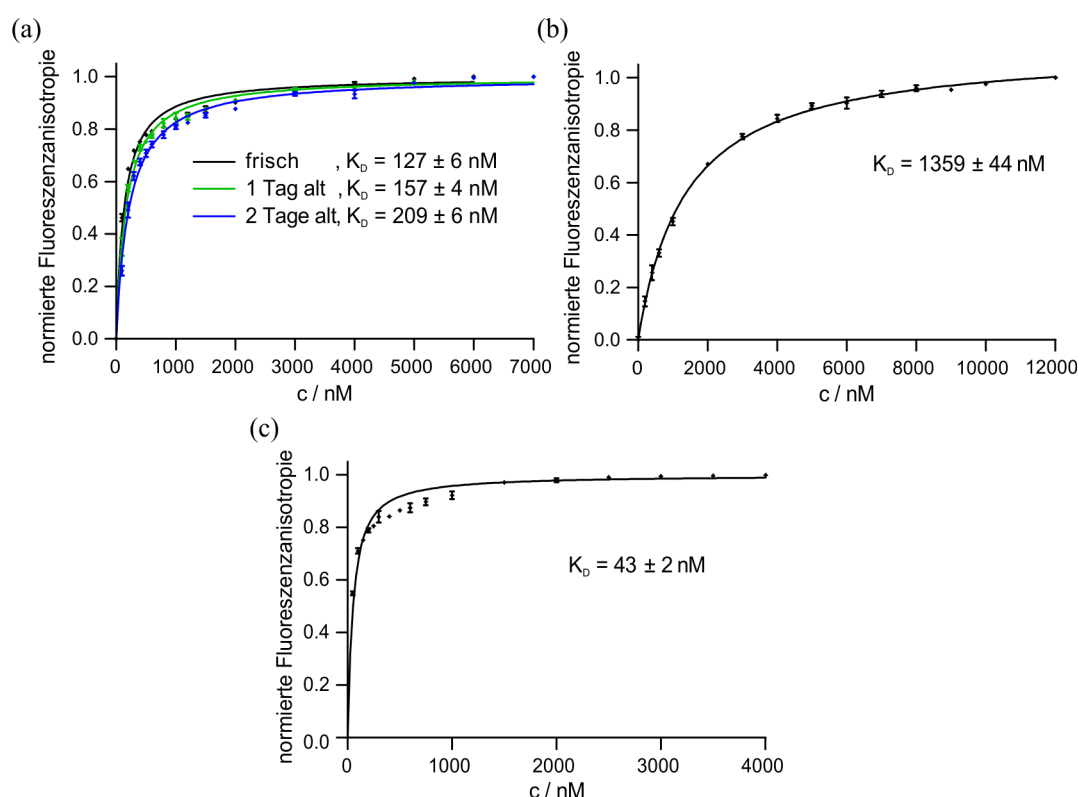 (a)
normierte Fluoreszenzanisotropie
1.0
0.8
0.6
0.4
0.2
0.0
frisch , K_D = 127 ± 6 nM
1 Tag alt , K_D = 157 ± 4 nM
2 Tage alt, K_D = 209 ± 6 nM
0 1000 2000 3000 4000 5000 6000 7000
c / nM
(b)
normierte Fluoreszenzanisotropie
1.0
0.8
0.6
0.4
0.2
0.0
K_D = 1359 ± 44 nM
0 2000 4000 6000 8000 10000 12000
c / nM
(c)
normierte Fluoreszenzanisotropie
1.0
0.8
0.6
0.4
0.2
0.0
K_D = 43 ± 2 nM
0 1000 2000 3000 4000
c / nM